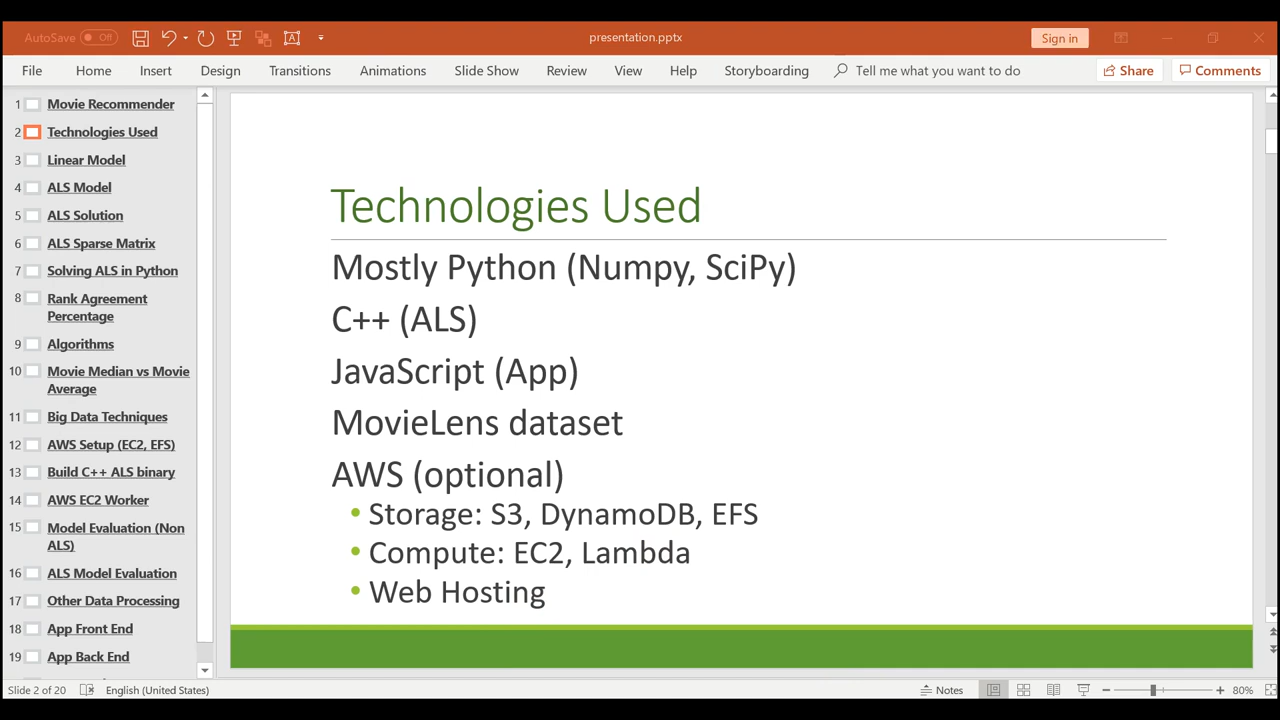 AutoSave Off
presentation.pptx
Sign in
File Home Insert Design Transitions Animations Slide Show Review View Help Storyboarding Tell me what you want to do Share Comments
1 Movie Recommender
2 Technologies Used
3 Linear Model
4 ALS Model
5 ALS Solution
6 ALS Sparse Matrix
7 Solving ALS in Python
8 Rank Agreement
Percentage
9 Algorithms
10 Movie Median vs Movie
Average
11 Big Data Techniques
12 AWS Setup (EC2, EFS)
13 Build C++ ALS binary
14 AWS EC2 Worker
15 Model Evaluation (Non
ALS)
16 ALS Model Evaluation
17 Other Data Processing
18 App Front End
19 App Back End
Technologies Used
Mostly Python (Numpy, SciPy)
C++ (ALS)
JavaScript (App)
MovieLens dataset
AWS (optional)
• Storage: S3, DynamoDB, EFS
• Compute: EC2, Lambda
• Web Hosting
Slide 2 of 20 English (United States) Notes 80%